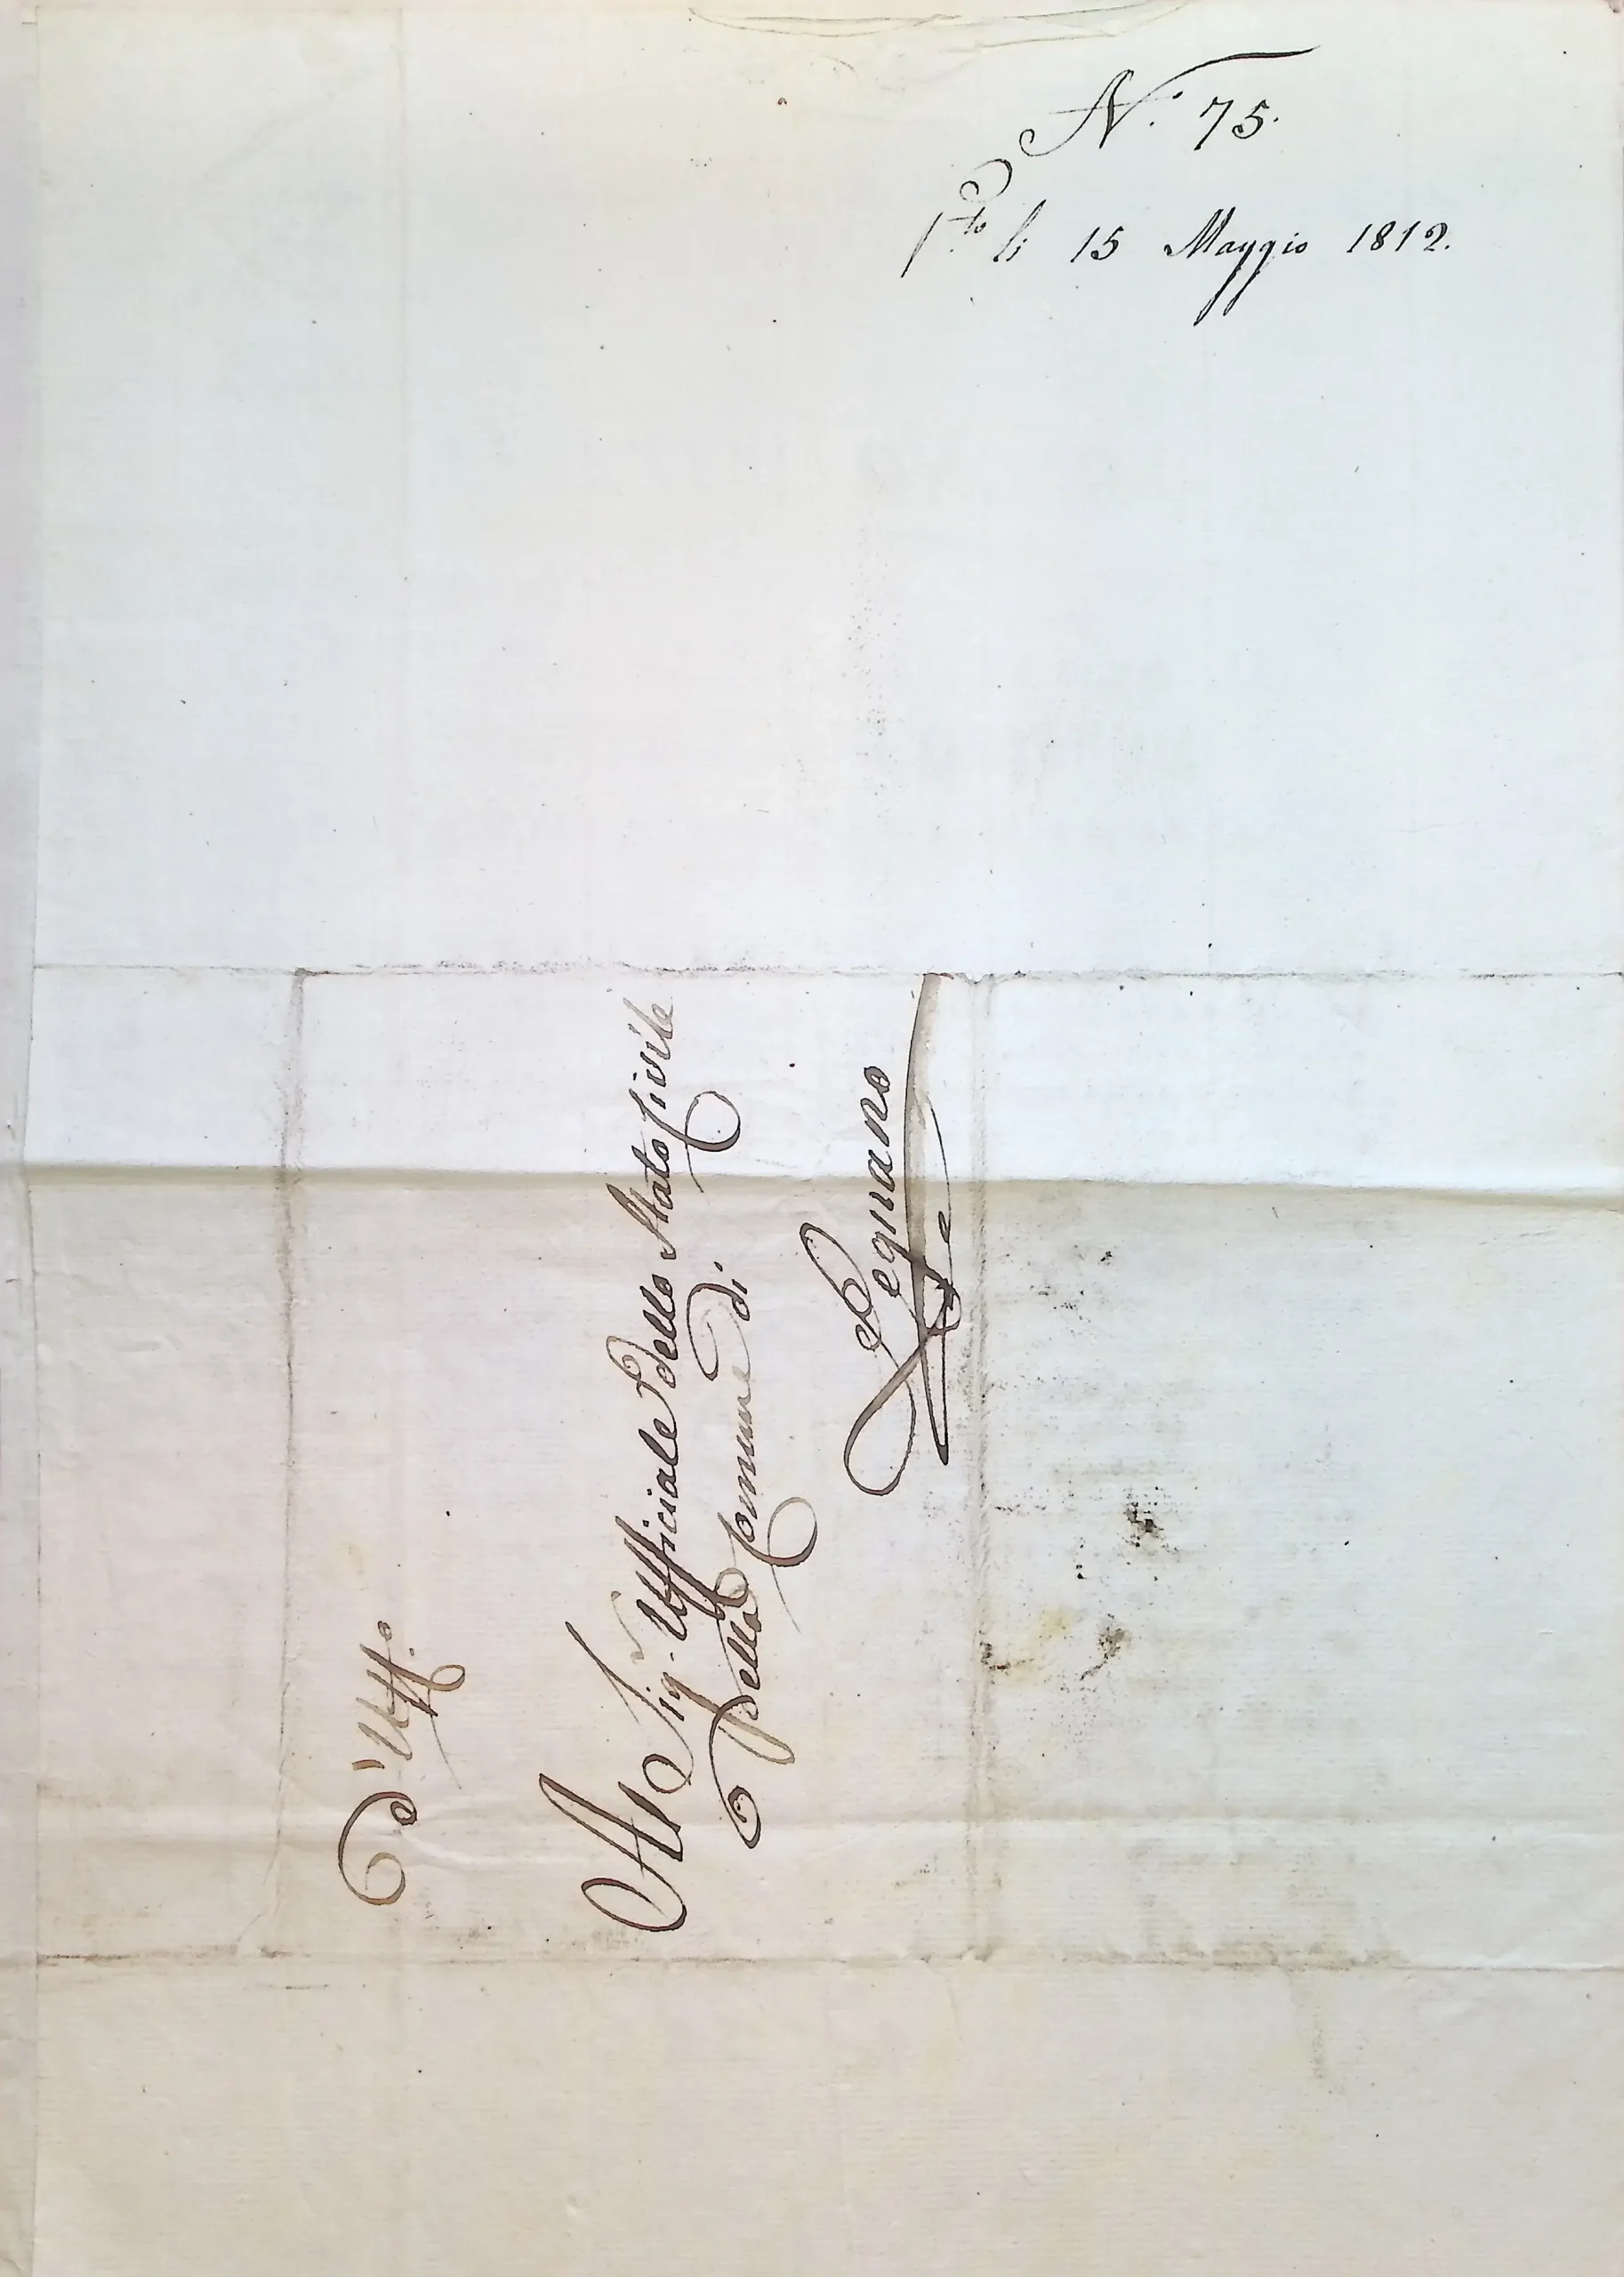 N.° 75.
P.to li 15 Maggio 1812.
d'Uff.o
Al Sig.r Ufficiale dello Stato Civile
Della Comune di
Legnano